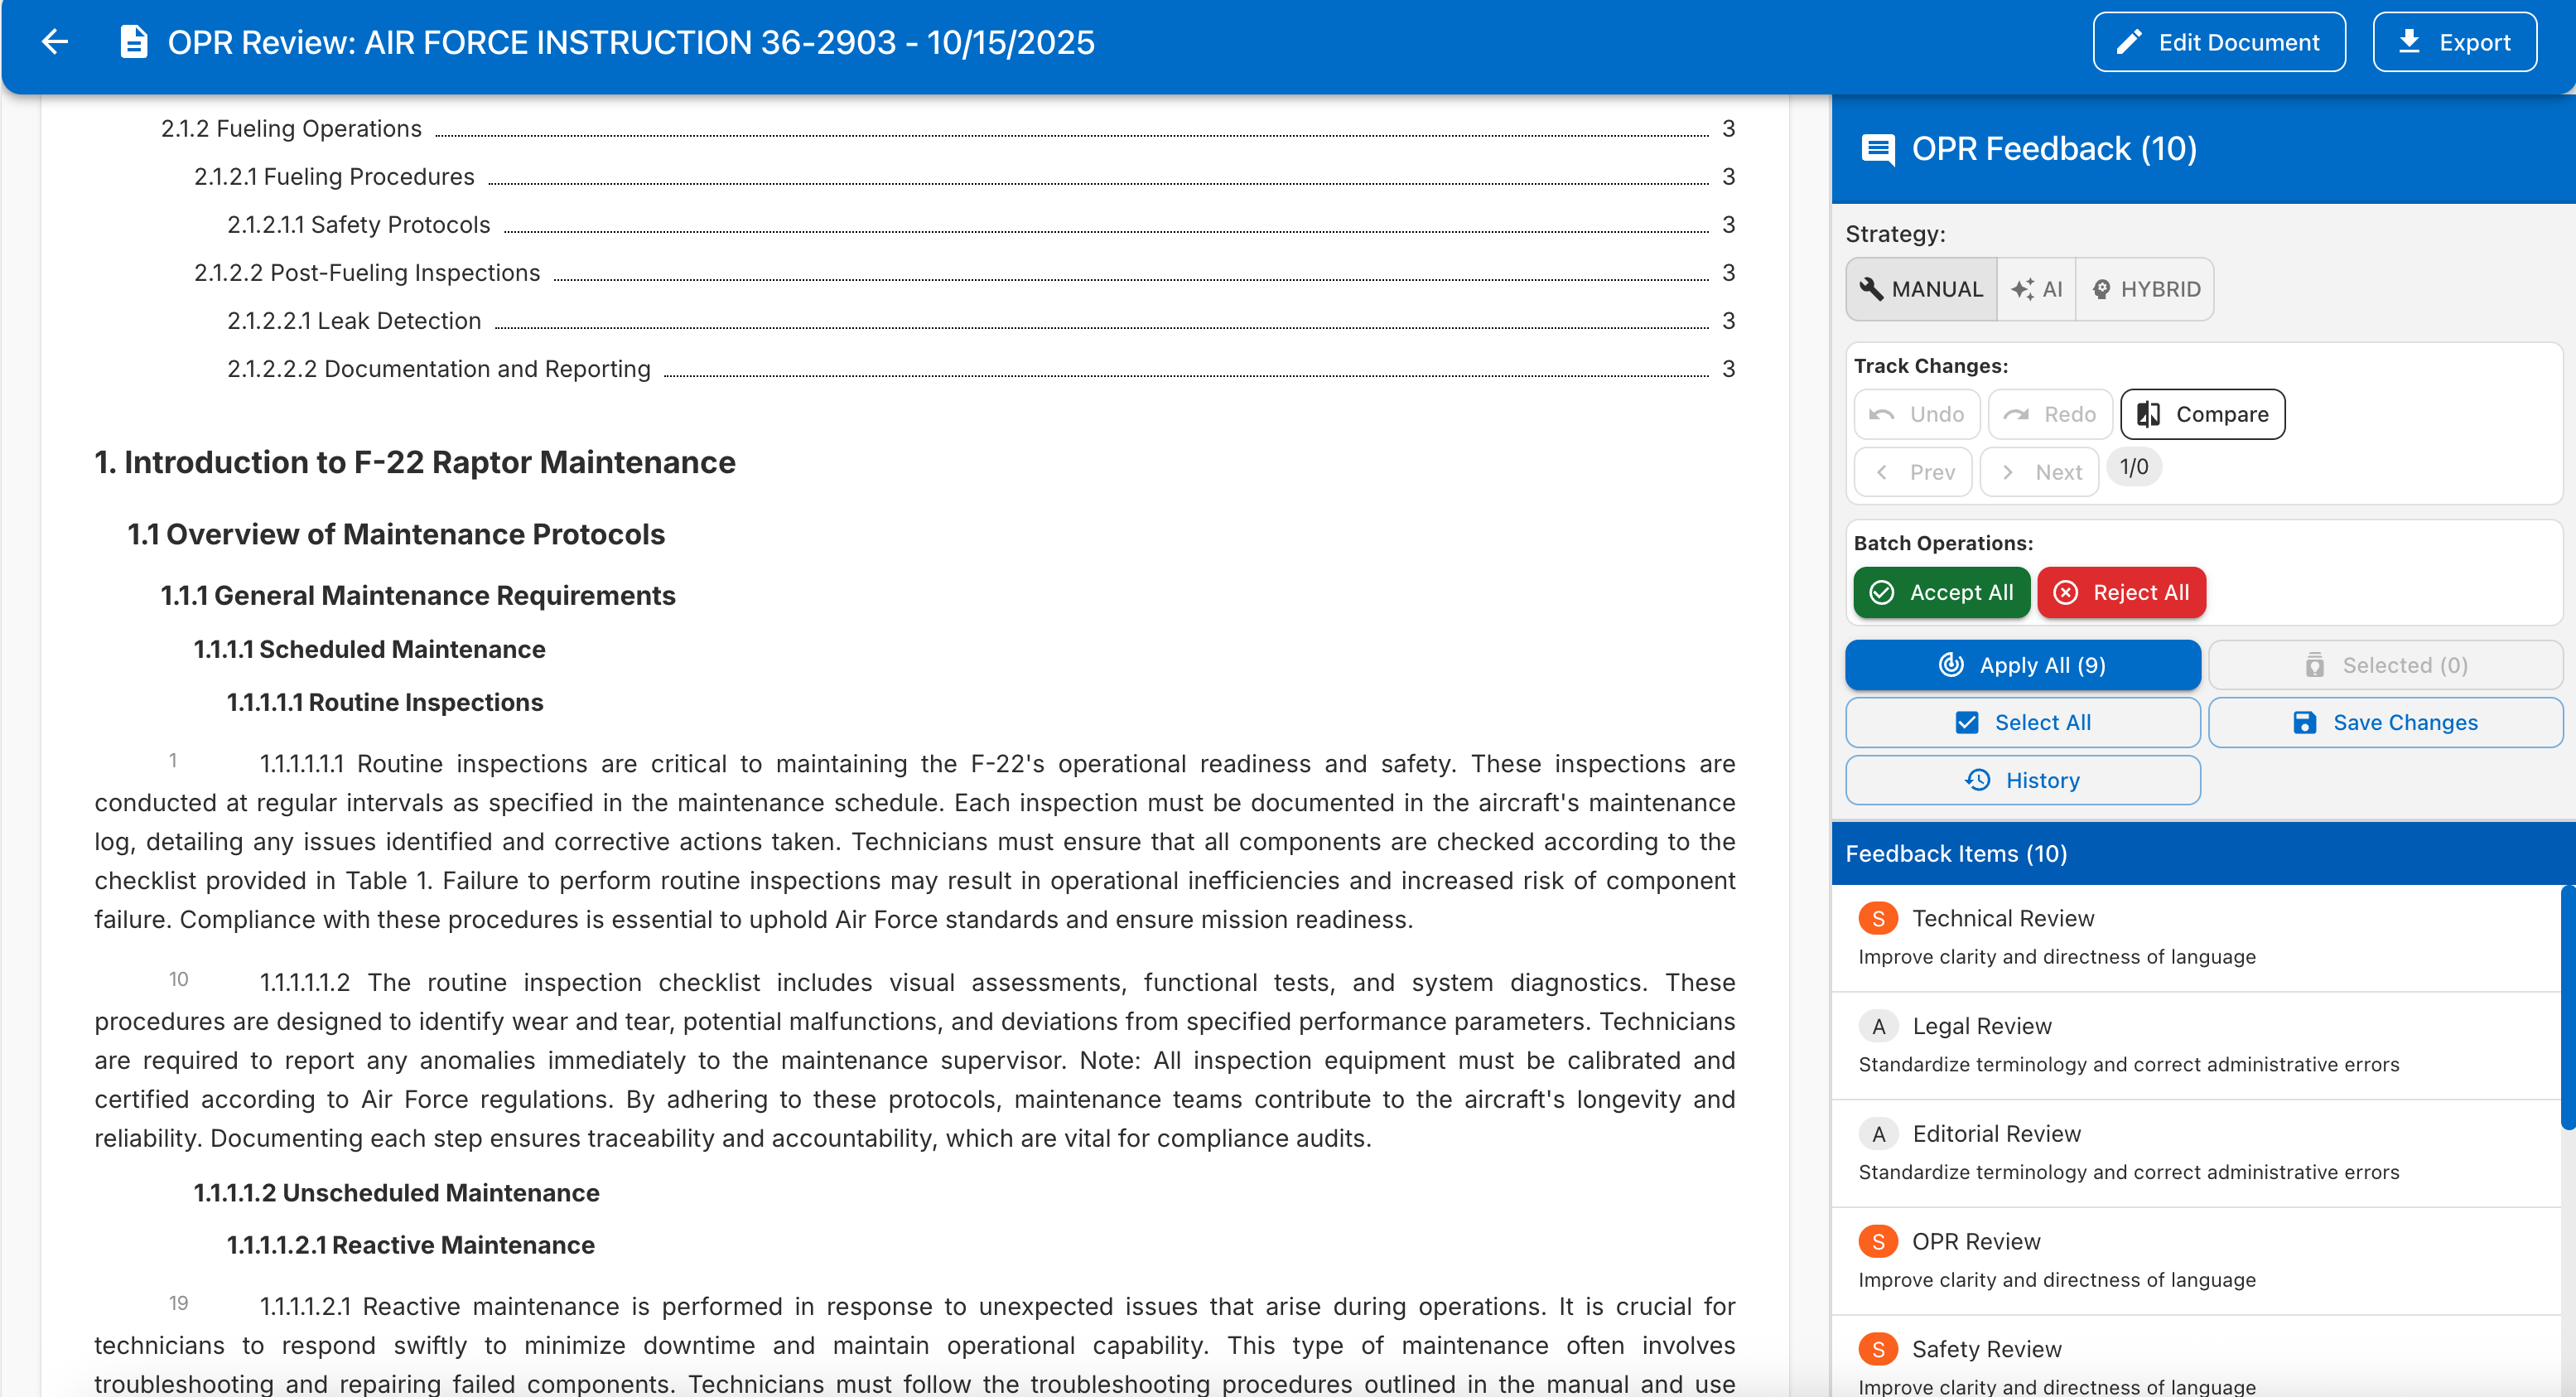 OPR Review: AIR FORCE INSTRUCTION 36-2903 - 10/15/2025
Edit Document
Export
2.1.2 Fueling Operations 3
2.1.2.1 Fueling Procedures 3
2.1.2.1.1 Safety Protocols 3
2.1.2.2 Post-Fueling Inspections 3
2.1.2.2.1 Leak Detection 3
2.1.2.2.2 Documentation and Reporting 3
1. Introduction to F-22 Raptor Maintenance
1.1 Overview of Maintenance Protocols
1.1.1 General Maintenance Requirements
1.1.1.1 Scheduled Maintenance
1.1.1.1.1 Routine Inspections
1 1.1.1.1.1.1 Routine inspections are critical to maintaining the F-22's operational readiness and safety. These inspections are
conducted at regular intervals as specified in the maintenance schedule. Each inspection must be documented in the aircraft's maintenance
log, detailing any issues identified and corrective actions taken. Technicians must ensure that all components are checked according to the
checklist provided in Table 1. Failure to perform routine inspections may result in operational inefficiencies and increased risk of component
failure. Compliance with these procedures is essential to uphold Air Force standards and ensure mission readiness.
10 1.1.1.1.1.2 The routine inspection checklist includes visual assessments, functional tests, and system diagnostics. These
procedures are designed to identify wear and tear, potential malfunctions, and deviations from specified performance parameters. Technicians
are required to report any anomalies immediately to the maintenance supervisor. Note: All inspection equipment must be calibrated and
certified according to Air Force regulations. By adhering to these protocols, maintenance teams contribute to the aircraft's longevity and
reliability. Documenting each step ensures traceability and accountability, which are vital for compliance audits.
1.1.1.1.2 Unscheduled Maintenance
1.1.1.1.2.1 Reactive Maintenance
19 1.1.1.1.2.1 Reactive maintenance is performed in response to unexpected issues that arise during operations. It is crucial for
technicians to respond swiftly to minimize downtime and maintain operational capability. This type of maintenance often involves
troubleshooting and repairing failed components. Technicians must follow the troubleshooting procedures outlined in the manual and use
OPR Feedback (10)
Strategy:
MANUAL
AI
HYBRID
Track Changes:
Undo
Redo
Compare
Prev
Next
1/0
Batch Operations:
Accept All
Reject All
Apply All (9)
Selected (0)
Select All
Save Changes
History
Feedback Items (10)
S Technical Review
Improve clarity and directness of language
A Legal Review
Standardize terminology and correct administrative errors
A Editorial Review
Standardize terminology and correct administrative errors
S OPR Review
Improve clarity and directness of language
S Safety Review
Improve clarity and directness of language